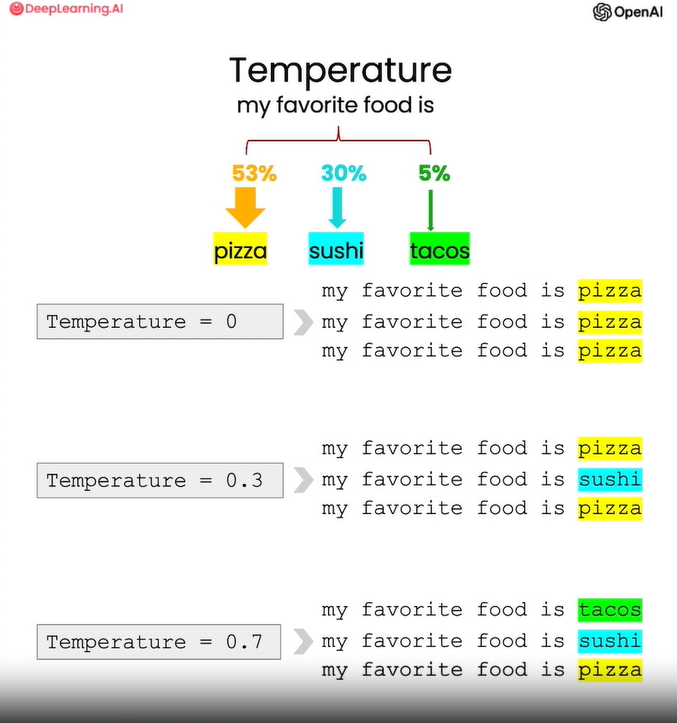 DeepLearning.AI
OpenAI
Temperature
my favorite food is
53% 30% 5%
pizza sushi tacos
my favorite food is pizza
Temperature = 0 my favorite food is pizza
my favorite food is pizza
my favorite food is pizza
Temperature = 0.3 my favorite food is sushi
my favorite food is pizza
my favorite food is tacos
Temperature = 0.7 my favorite food is sushi
my favorite food is pizza